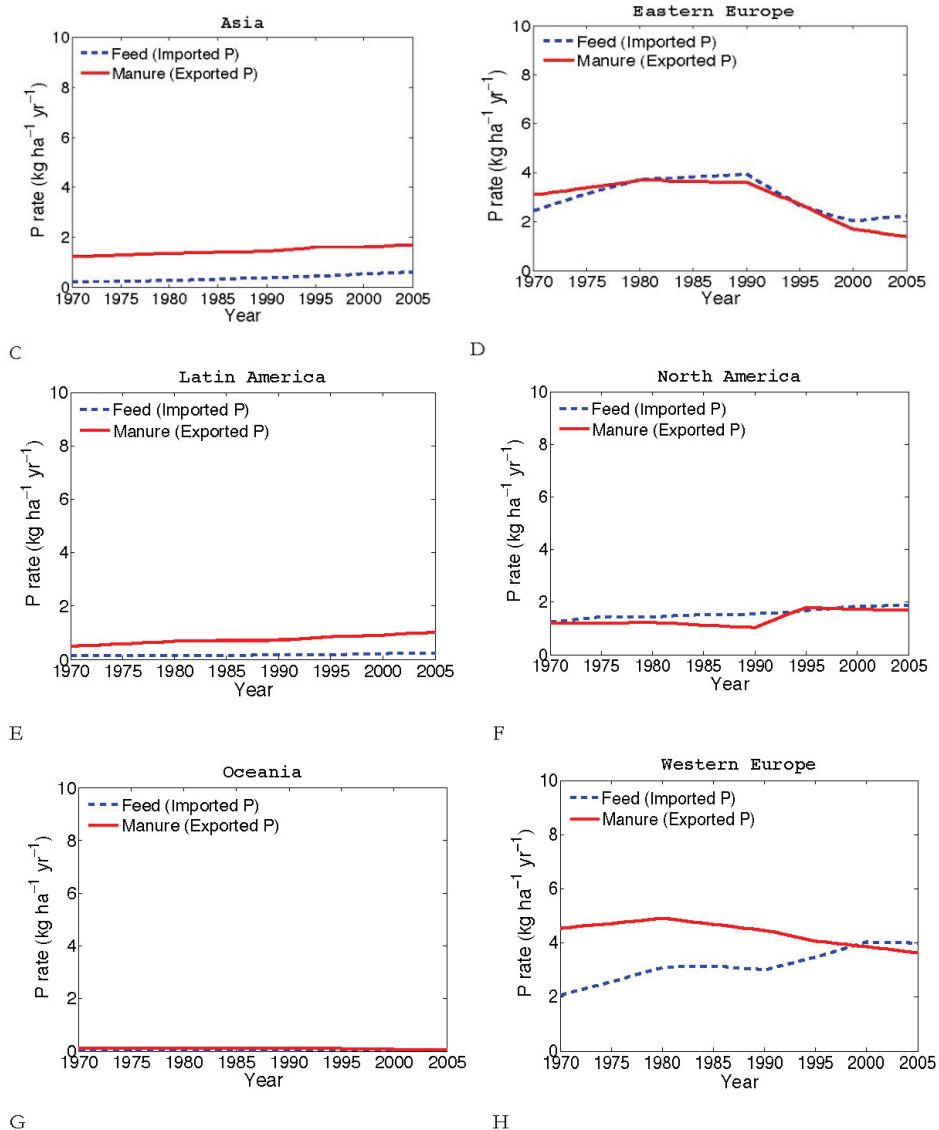 Asia
Feed (Imported P)
Manure (Exported P)
10
8
6
4
2
0
P rate (kg ha⁻¹ yr⁻¹)
1970 1975 1980 1985 1990 1995 2000 2005
Year
C
Eastern Europe
Feed (Imported P)
Manure (Exported P)
10
8
6
4
2
0
P rate (kg ha⁻¹ yr⁻¹)
1970 1975 1980 1985 1990 1995 2000 2005
Year
D
Latin America
Feed (Imported P)
Manure (Exported P)
10
8
6
4
2
0
P rate (kg ha⁻¹ yr⁻¹)
1970 1975 1980 1985 1990 1995 2000 2005
Year
E
North America
Feed (Imported P)
Manure (Exported P)
10
8
6
4
2
0
P rate (kg ha⁻¹ yr⁻¹)
1970 1975 1980 1985 1990 1995 2000 2005
Year
F
Oceania
Feed (Imported P)
Manure (Exported P)
10
8
6
4
2
0
P rate (kg ha⁻¹ yr⁻¹)
1970 1975 1980 1985 1990 1995 2000 2005
Year
G
Western Europe
Feed (Imported P)
Manure (Exported P)
10
8
6
4
2
0
P rate (kg ha⁻¹ yr⁻¹)
1970 1975 1980 1985 1990 1995 2000 2005
Year
H